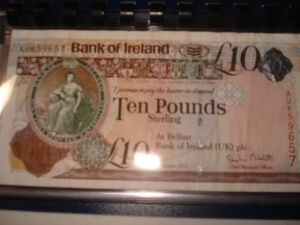 AU659657 Bank of Ireland £10
I promise to pay the bearer on demand
Ten Pounds
Sterling
At Belfast
£10 Bank of Ireland (UK) plc
AU659657